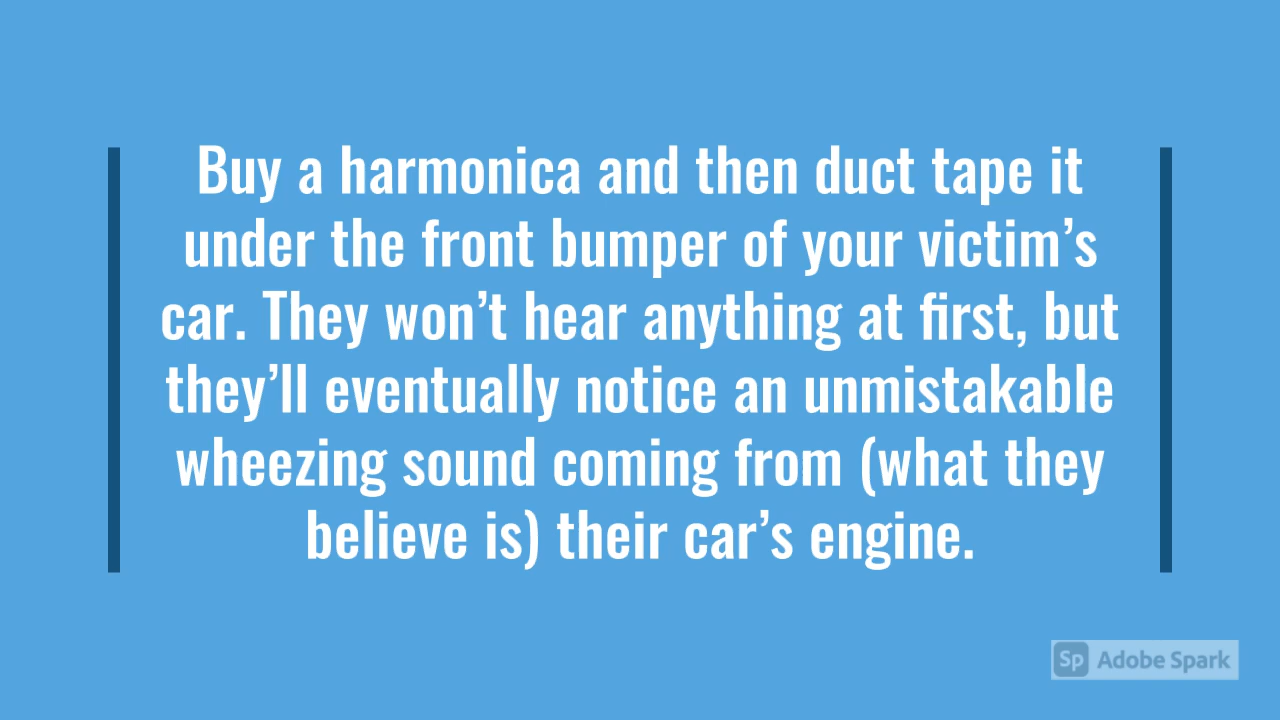 Buy a harmonica and then duct tape it
under the front bumper of your victim’s
car. They won’t hear anything at first, but
they’ll eventually notice an unmistakable
wheezing sound coming from (what they
believe is) their car’s engine.
Sp Adobe Spark